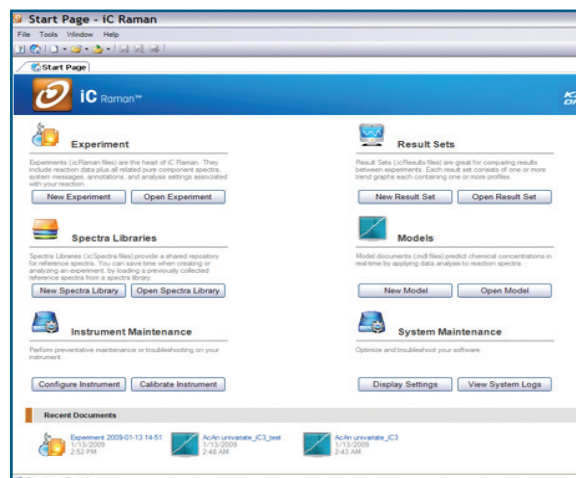 Start Page - iC Raman
File Tools Window Help
Start Page
iC Raman™
Experiment
Experiments (.icRaman files) are the heart of iC Raman. They
include reaction data plus all related pure component spectra,
system messages, annotations, and analysis settings associated
with your reaction.
New Experiment Open Experiment
Result Sets
Result Sets (.icResults files) are great for comparing results
between experiments. Each result set consists of one or more
trend graphs each containing one or more profiles.
New Result Set Open Result Set
Spectra Libraries
Spectra Libraries (.icSpectra files) provide a shared repository
for reference spectra. You can save time when creating or
analyzing an experiment, by loading a previously collected
reference spectra from a spectra library.
New Spectra Library Open Spectra Library
Models
Model documents (.mdl files) predict chemical concentrations in
real-time by applying data analysis to reaction spectra.
New Model Open Model
Instrument Maintenance
Perform preventative maintenance or troubleshooting on your
instrument.
Configure Instrument Calibrate Instrument
System Maintenance
Optimize and troubleshoot your software.
Display Settings View System Logs
Recent Documents
Experiment 2009-01-13 14-51
1/13/2009
2:52 PM
AcAn univariate_iC3_test
1/13/2009
2:48 AM
AcAn univariate_iC3
1/13/2009
2:43 AM